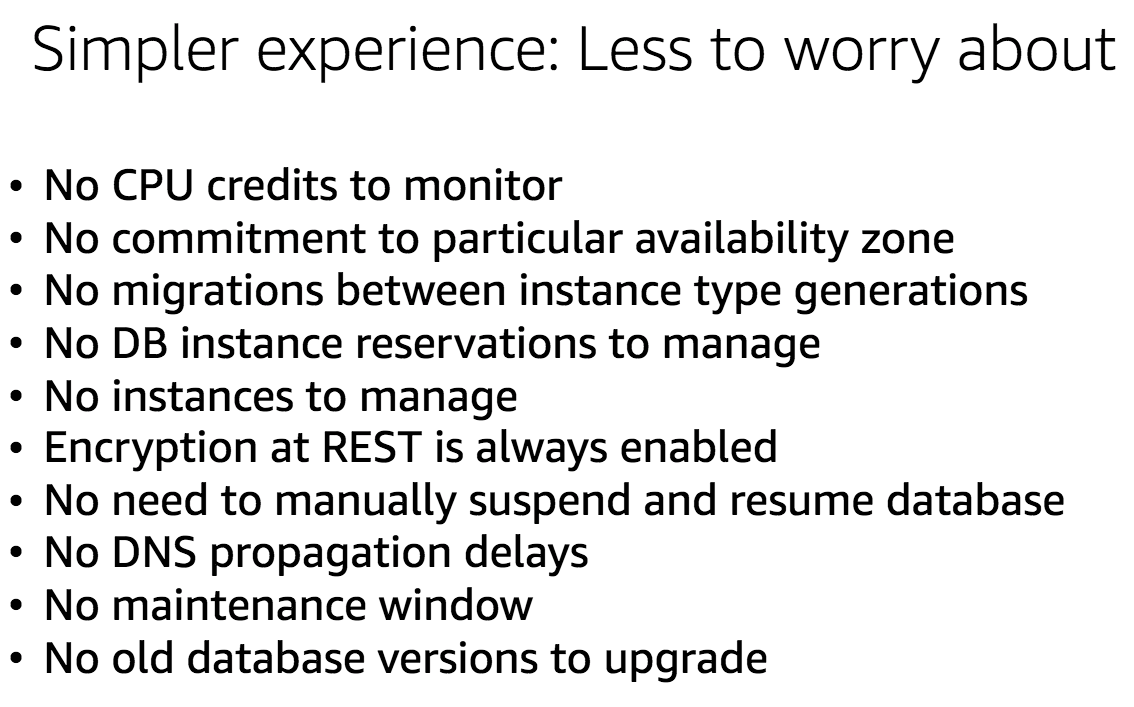 Simpler experience: Less to worry about
• No CPU credits to monitor
• No commitment to particular availability zone
• No migrations between instance type generations
• No DB instance reservations to manage
• No instances to manage
• Encryption at REST is always enabled
• No need to manually suspend and resume database
• No DNS propagation delays
• No maintenance window
• No old database versions to upgrade